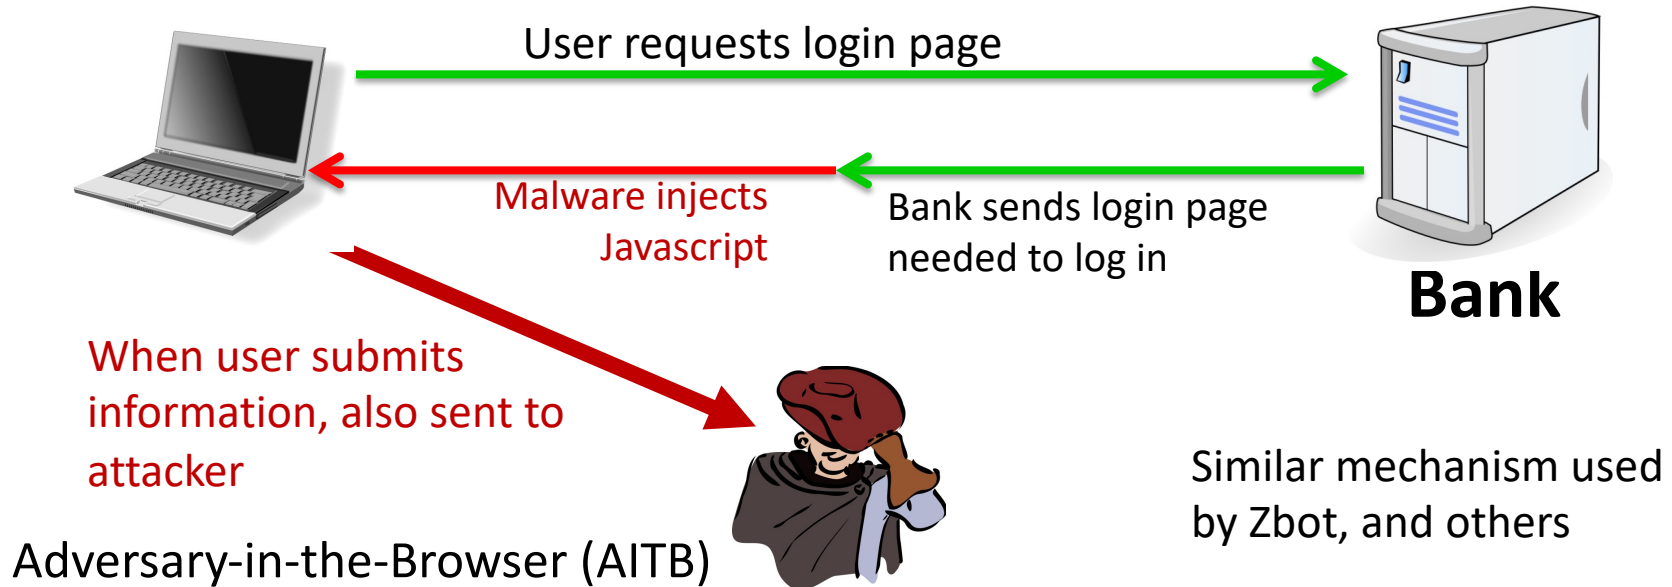 User requests login page
Malware injects
Javascript
Bank sends login page
needed to log in
Bank
When user submits
information, also sent to
attacker
Similar mechanism used
by Zbot, and others
Adversary-in-the-Browser (AITB)